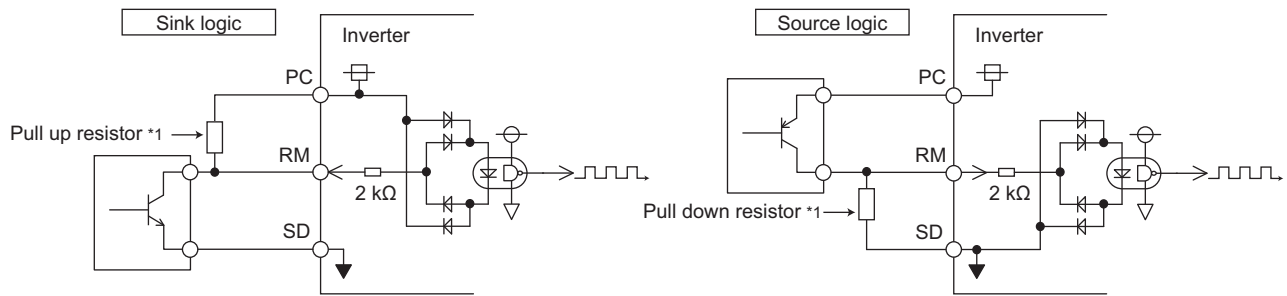 Sink logic
Inverter
PC
Pull up resistor *1
RM
2 kΩ
SD
Source logic
Inverter
PC
RM
2 kΩ
Pull down resistor *1
SD